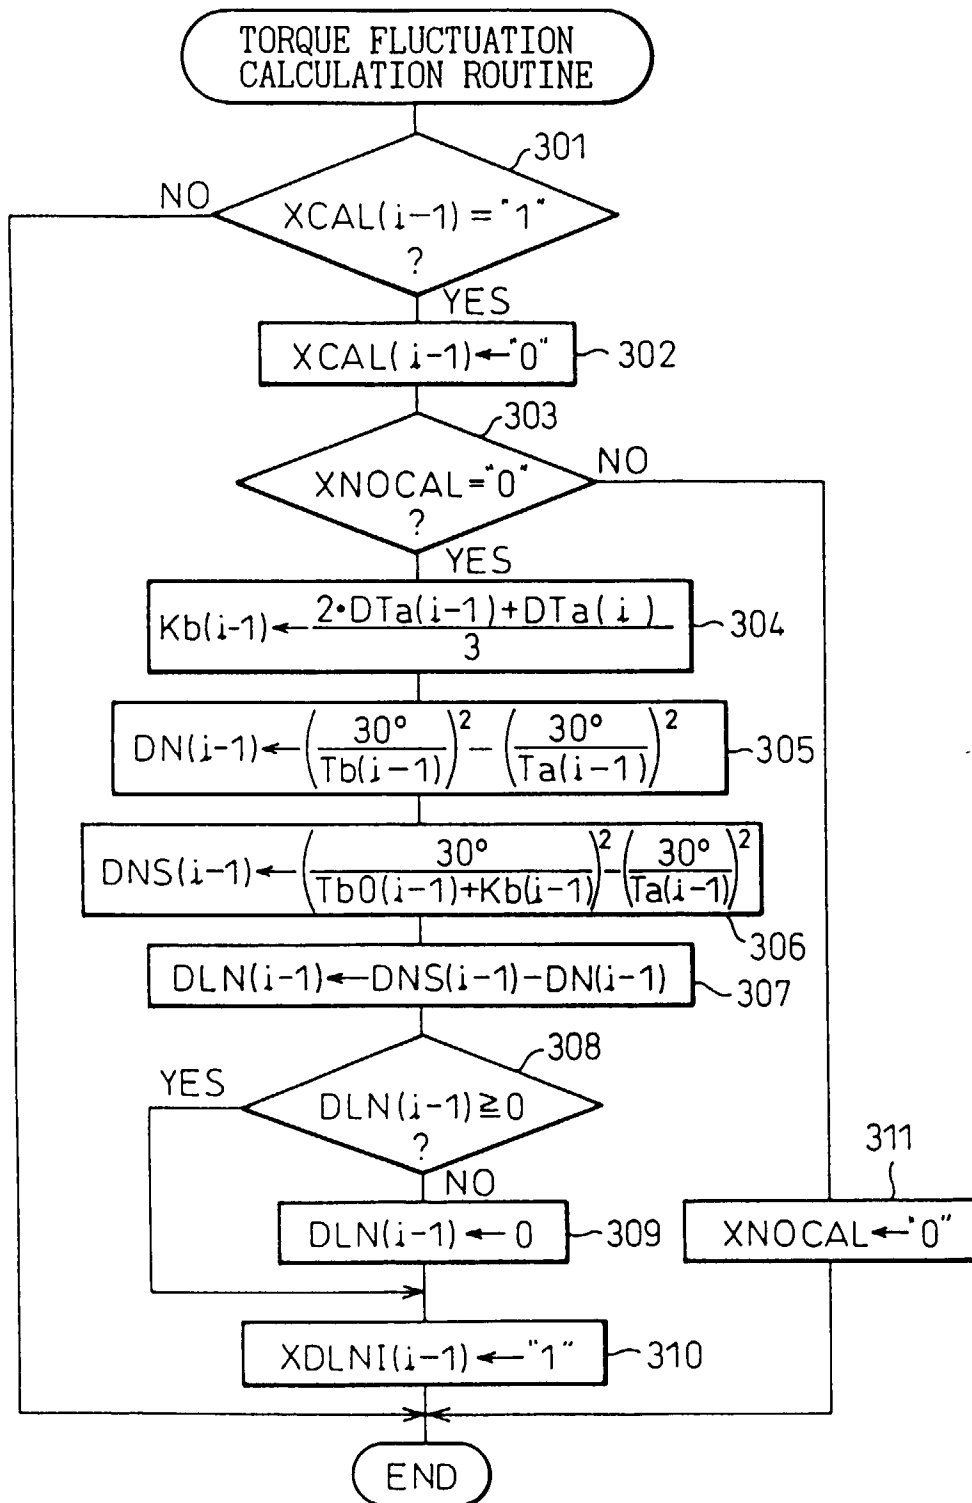 TORQUE FLUCTUATION
CALCULATION ROUTINE
301
NO
XCAL(i-1)="1"
?
YES
XCAL(i-1)←"0"
302
303
NO
XNOCAL="0"
?
YES
Kb(i-1)← 2·DTa(i-1)+DTa(i)
3
304
DN(i-1)← (30°/Tb(i-1))² - (30°/Ta(i-1))²
305
DNS(i-1)← (30°/Tb0(i-1)+Kb(i-1))² - (30°/Ta(i-1))²
306
DLN(i-1)←DNS(i-1)-DN(i-1)
307
308
YES
DLN(i-1)≧0
?
NO
311
DLN(i-1)←0
309
XNOCAL←"0"
XDLNI(i-1)←"1"
310
END